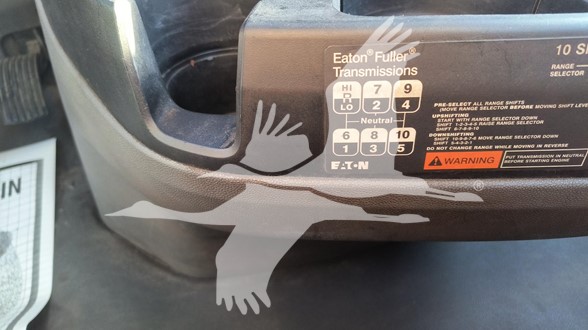 Eaton® Fuller®
Transmissions
10 S
RANGE
SELECTOR
HI 7 9
LO 2 4
Neutral
6 8 10
1 3 5
EATON
PRE-SELECT ALL RANGE SHIFTS
(MOVE RANGE SELECTOR BEFORE MOVING SHIFT LEVE
UPSHIFTING
START WITH RANGE SELECTOR DOWN
SHIFT 1-2-3-4-5 RAISE RANGE SELECTOR
SHIFT 6-7-8-9-10
DOWNSHIFTING
SHIFT 10-9-8-7-6 MOVE RANGE SELECTOR DOWN
SHIFT 5-4-3-2-1
DO NOT CHANGE RANGE WHILE MOVING IN REVERSE
WARNING
PUT TRANSMISSION IN NEUTRAL
BEFORE STARTING ENGINE
IN
®